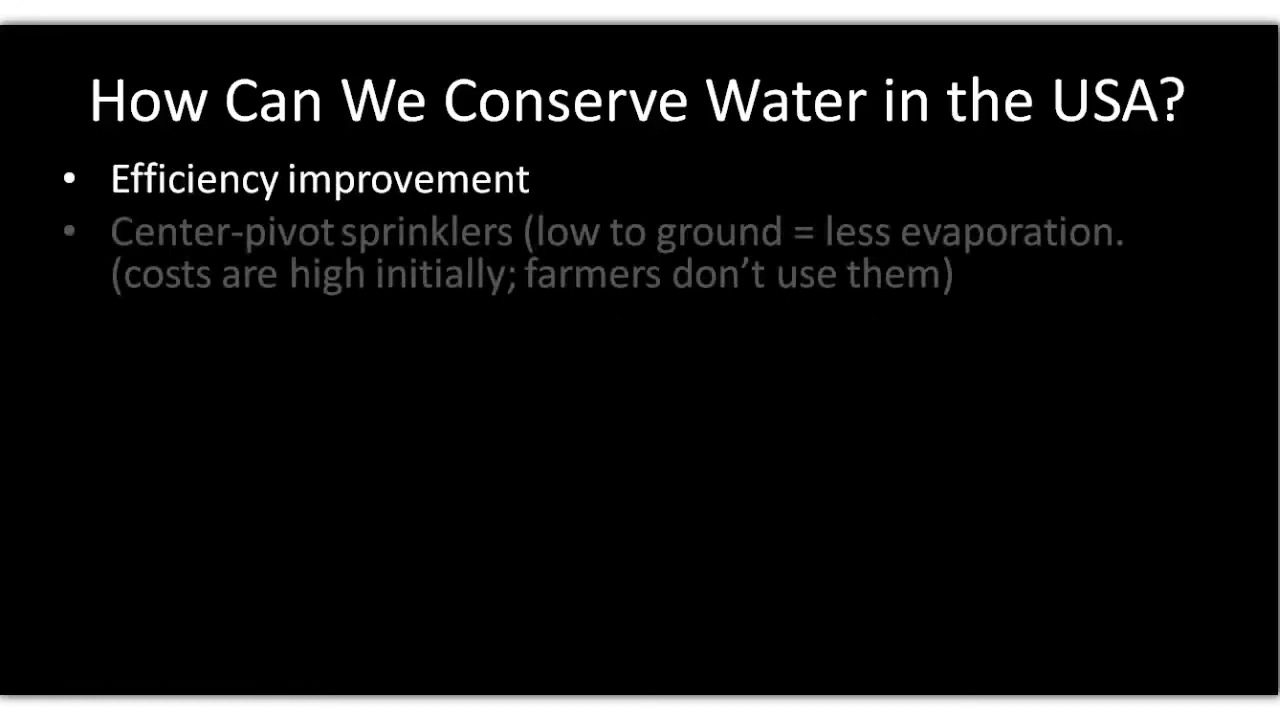 How Can We Conserve Water in the USA?
• Efficiency improvement
• Center-pivot sprinklers (low to ground = less evaporation.
(costs are high initially; farmers don’t use them)